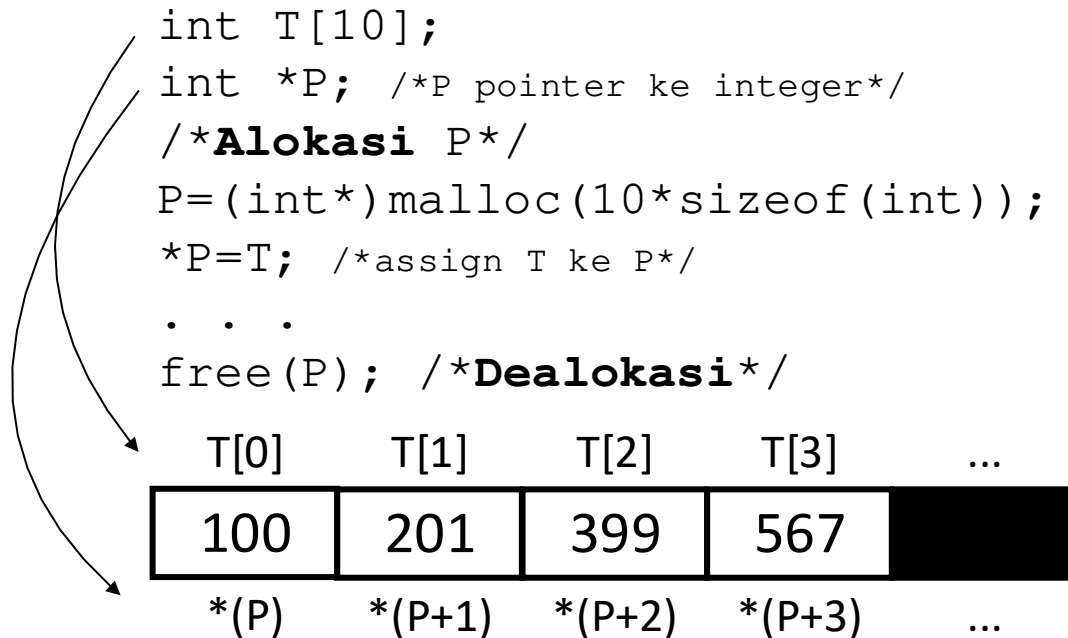 int T[10];
int *P; /*P pointer ke integer*/
/*Alokasi P*/
P=(int*)malloc(10*sizeof(int));
*P=T; /*assign T ke P*/
. . .
free(P); /*Dealokasi*/
T[0] T[1] T[2] T[3] ...
100 201 399 567
*(P) *(P+1) *(P+2) *(P+3) ...